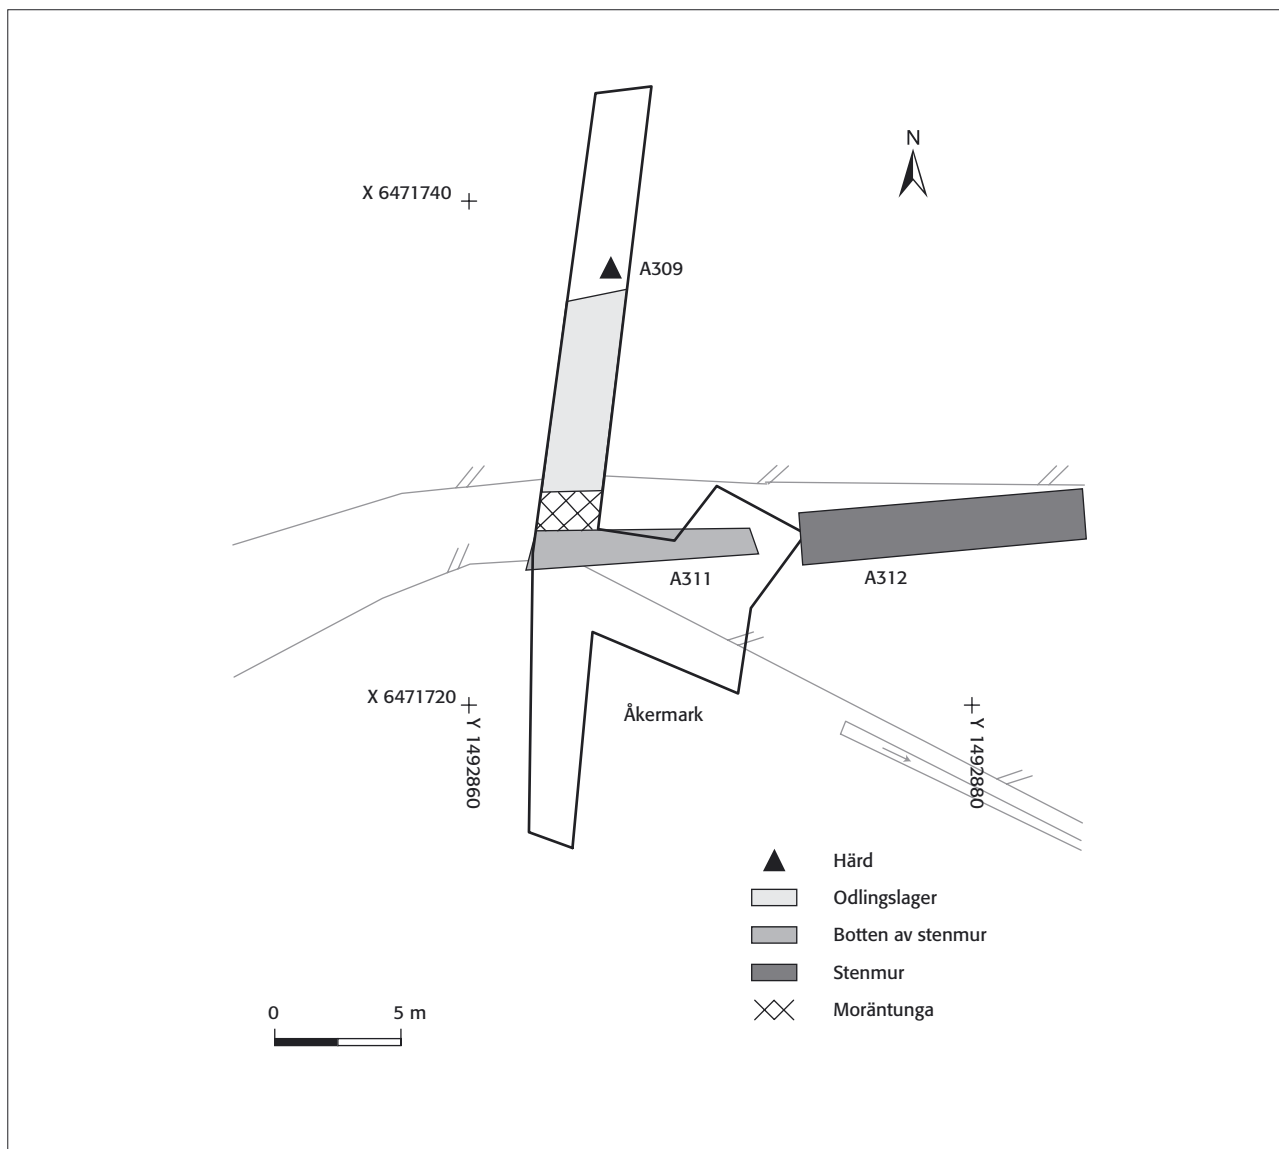 N
X 6471740
A309
A311
A312
X 6471720
Y 1492860
Åkermark
Y 1492880
Härd
Odlingslager
Botten av stenmur
Stenmur
Moräntunga
0 5 m